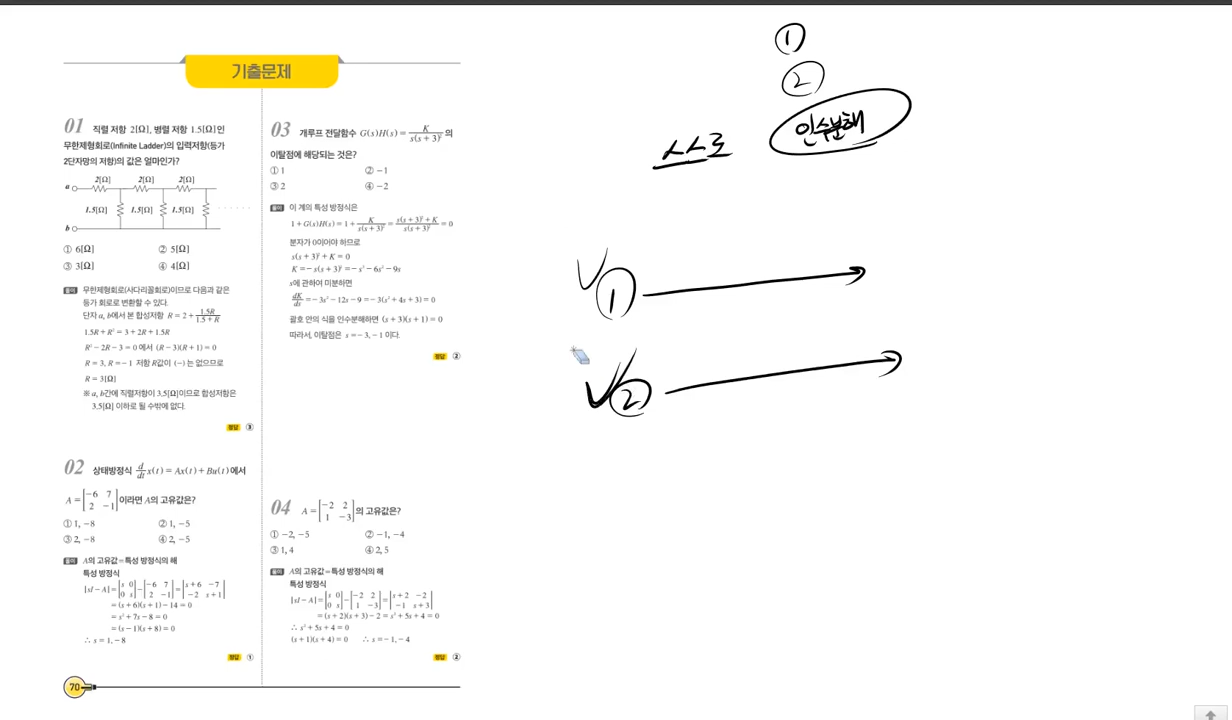 기출문제
01 직렬 저항 2[Ω], 병렬 저항 1.5[Ω]인
무한제형회로(Infinite Ladder)의 입력저항(등가
2단자망의 저항)의 값은 얼마인가?
2[Ω] 2[Ω] 2[Ω]
a
1.5[Ω] 1.5[Ω] 1.5[Ω] ······
b
① 6[Ω] ② 5[Ω]
③ 3[Ω] ④ 4[Ω]
풀이 무한제형회로(사다리꼴회로)이므로 다음과 같은
등가 회로로 변환할 수 있다.
단자 a, b에서 본 합성저항 R = 2 + 1.5R/(1.5 + R)
1.5R + R² = 3 + 2R + 1.5R
R² − 2R − 3 = 0 에서 (R − 3)(R + 1) = 0
R = 3, R = −1 저항 R값이 (−)는 없으므로
R = 3[Ω]
※ a, b간에 직렬저항이 3.5[Ω]이므로 합성저항은
3.5[Ω] 이하로 될 수밖에 없다.
정답 ③
02 상태방정식 d/dt x(t) = Ax(t) + Bu(t) 에서
A = [−6 7
2 −1] 이라면 A의 고유값은?
① 1, −8 ② 1, −5
③ 2, −8 ④ 2, −5
풀이 A의 고유값 = 특성 방정식의 해
특성 방정식
|sI − A| = |s 0 0 s| − |−6 7 2 −1| = |s+6 −7 −2 s+1|
= (s + 6)(s + 1) − 14 = 0
= s² + 7s − 8 = 0
= (s − 1)(s + 8) = 0
∴ s = 1, −8
정답 ①
70
03 개루프 전달함수 G(s)H(s) = K/s(s + 3)² 의
이탈점에 해당되는 것은?
① 1 ② −1
③ 2 ④ −2
풀이 이 계의 특성 방정식은
1 + G(s)H(s) = 1 + K/s(s + 3)² = s(s + 3)² + K/s(s + 3)² = 0
분자가 0이어야 하므로
s(s + 3)² + K = 0
K = −s(s + 3)² = −s³ − 6s² − 9s
s에 관하여 미분하면
dK/ds = −3s² − 12s − 9 = −3(s² + 4s + 3) = 0
괄호 안의 식을 인수분해하면 (s + 3)(s + 1) = 0
따라서, 이탈점은 s = −3, −1 이다.
정답 ②
04 A = [−2 2
1 −3] 의 고유값은?
① −2, −5 ② −1, −4
③ 1, 4 ④ 2, 5
풀이 A의 고유값 = 특성 방정식의 해
특성 방정식
|sI − A| = |s 0 0 s| − |−2 2 1 −3| = |s+2 −2 −1 s+3|
= (s + 2)(s + 3) − 2 = s² + 5s + 4 = 0
∴ s² + 5s + 4 = 0
(s + 1)(s + 4) = 0 ∴ s = −1, −4
정답 ②
①
②
인수분해
스스로
①
②